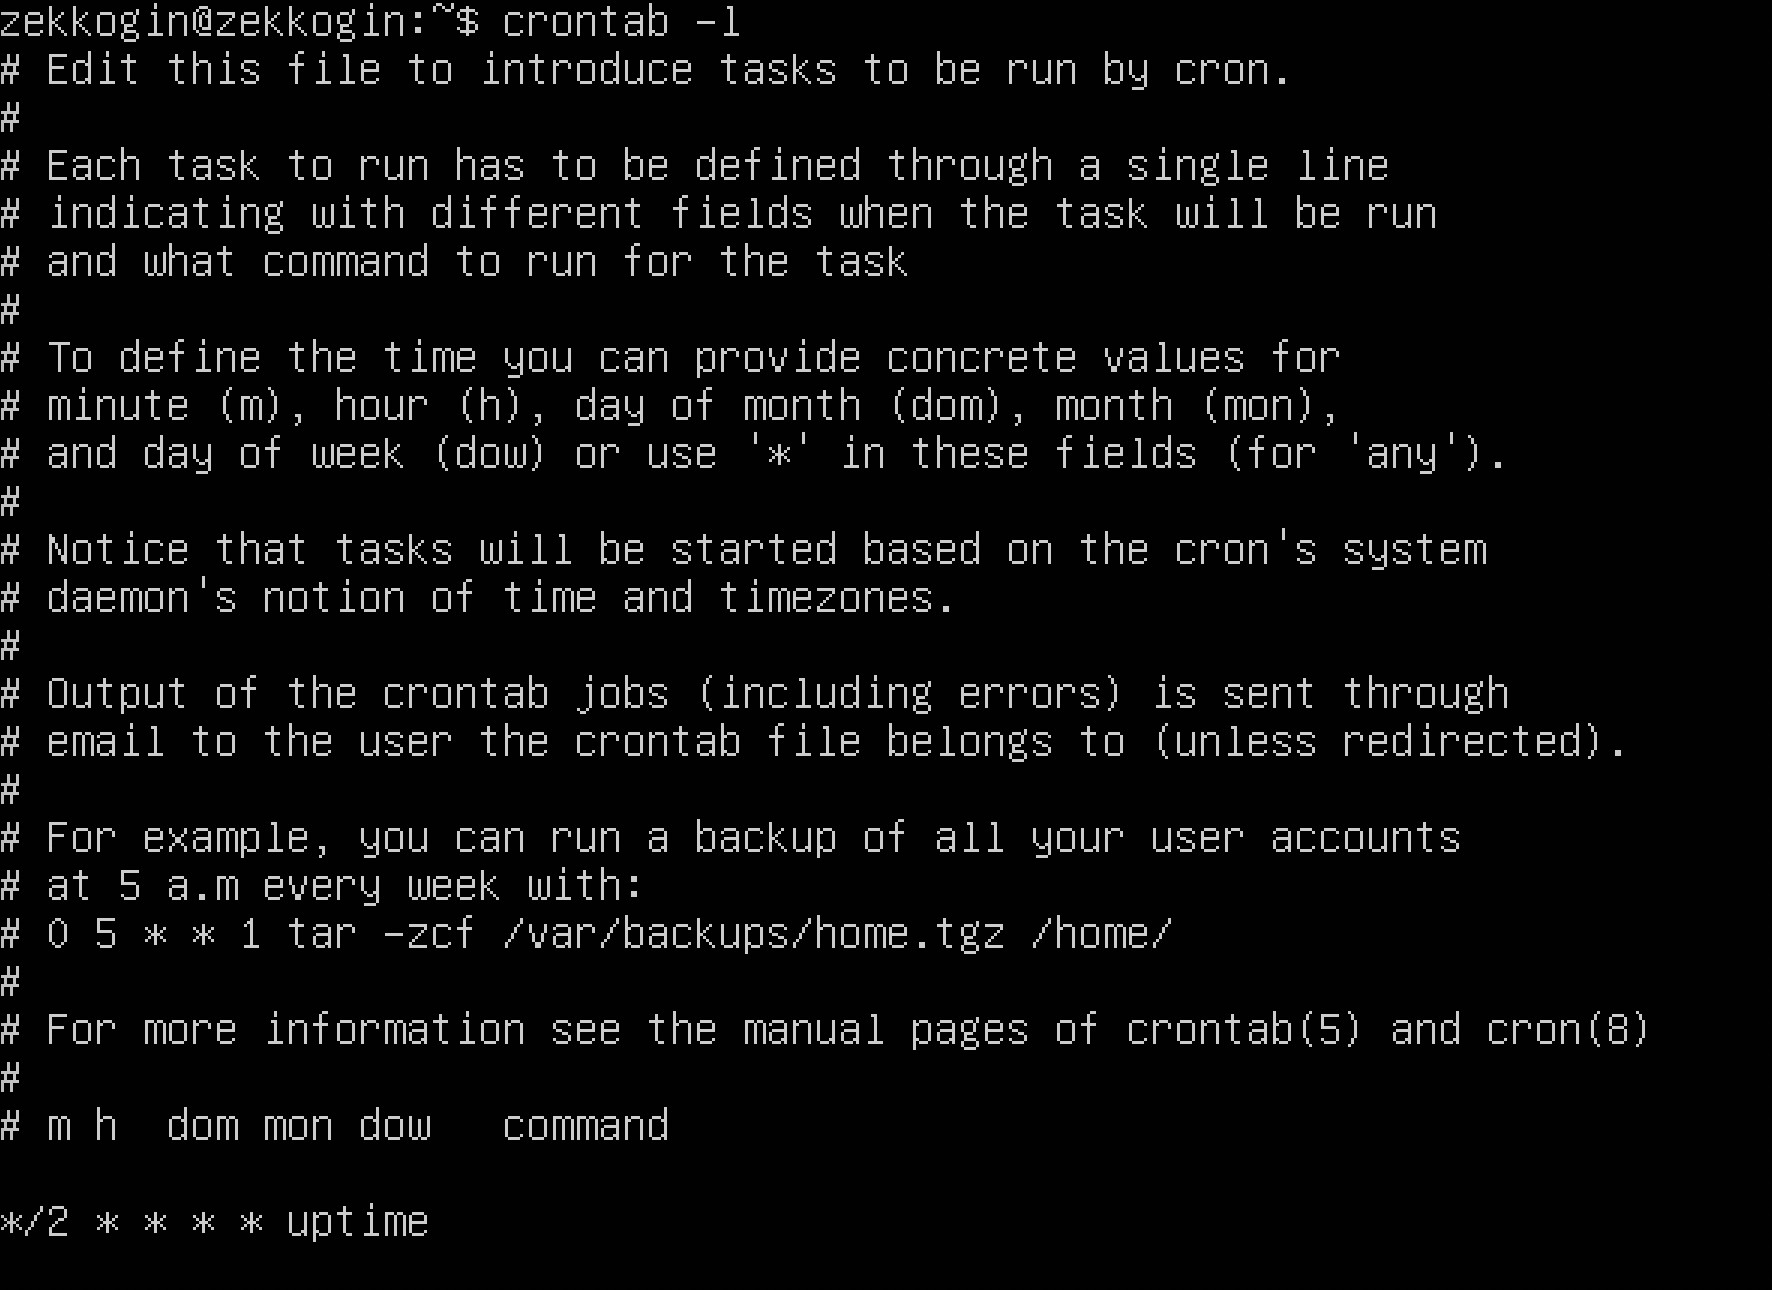 zekkogin@zekkogin:~$ crontab -l
# Edit this file to introduce tasks to be run by cron.
#
# Each task to run has to be defined through a single line
# indicating with different fields when the task will be run
# and what command to run for the task
#
# To define the time you can provide concrete values for
# minute (m), hour (h), day of month (dom), month (mon),
# and day of week (dow) or use '*' in these fields (for 'any').
#
# Notice that tasks will be started based on the cron's system
# daemon's notion of time and timezones.
#
# Output of the crontab jobs (including errors) is sent through
# email to the user the crontab file belongs to (unless redirected).
#
# For example, you can run a backup of all your user accounts
# at 5 a.m every week with:
# 0 5 * * 1 tar -zcf /var/backups/home.tgz /home/
#
# For more information see the manual pages of crontab(5) and cron(8)
#
# m h  dom mon dow   command

*/2 * * * * uptime